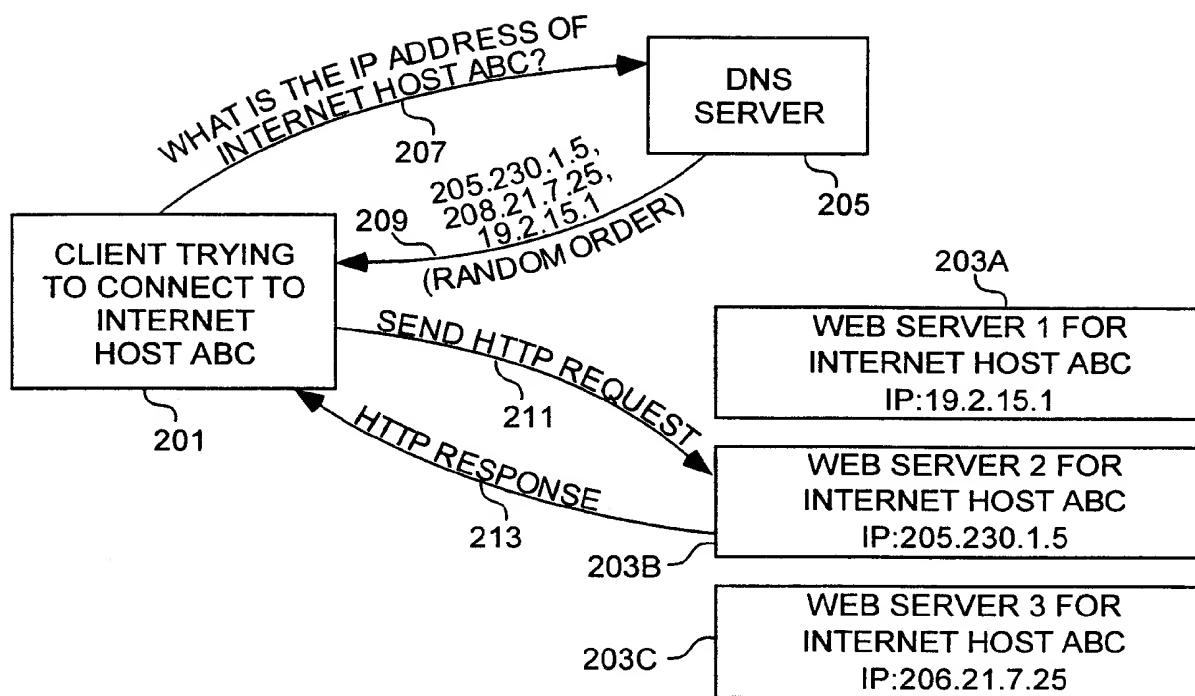 WHAT IS THE IP ADDRESS OF
INTERNET HOST ABC?
207
DNS
SERVER
205
205.230.1.5,
208.21.7.25,
19.2.15.1
(RANDOM ORDER)
209
CLIENT TRYING
TO CONNECT TO
INTERNET
HOST ABC
201
SEND HTTP REQUEST
211
HTTP RESPONSE
213
203A
WEB SERVER 1 FOR
INTERNET HOST ABC
IP:19.2.15.1
WEB SERVER 2 FOR
INTERNET HOST ABC
IP:205.230.1.5
203B
WEB SERVER 3 FOR
INTERNET HOST ABC
IP:206.21.7.25
203C